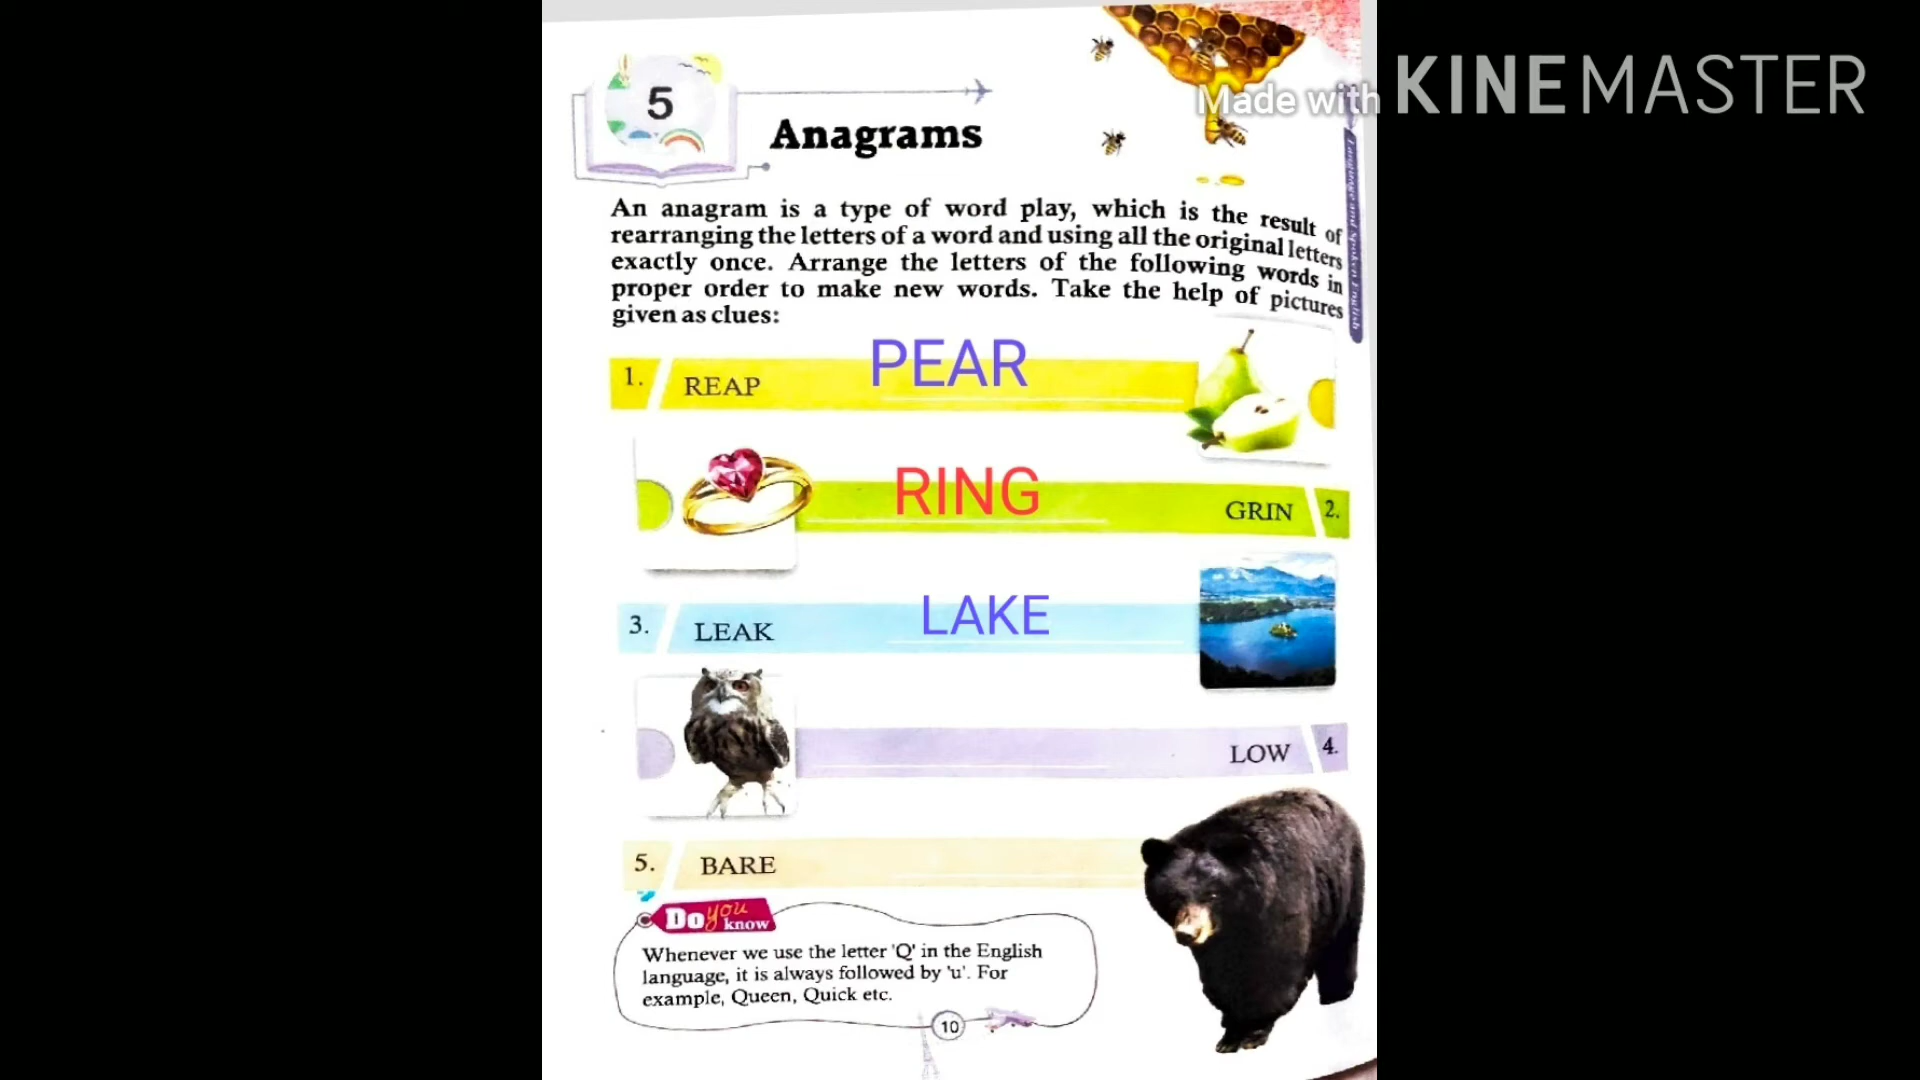 Made with KINEMASTER
5
Anagrams
Language and Spoken English
An anagram is a type of word play, which is the result of
rearranging the letters of a word and using all the original letters
exactly once. Arrange the letters of the following words in
proper order to make new words. Take the help of pictures
given as clues:
1. REAP PEAR
RING GRIN 2.
3. LEAK LAKE
LOW 4.
5. BARE
Do you know
Whenever we use the letter 'Q' in the English
language, it is always followed by 'u'. For
example, Queen, Quick etc.
10